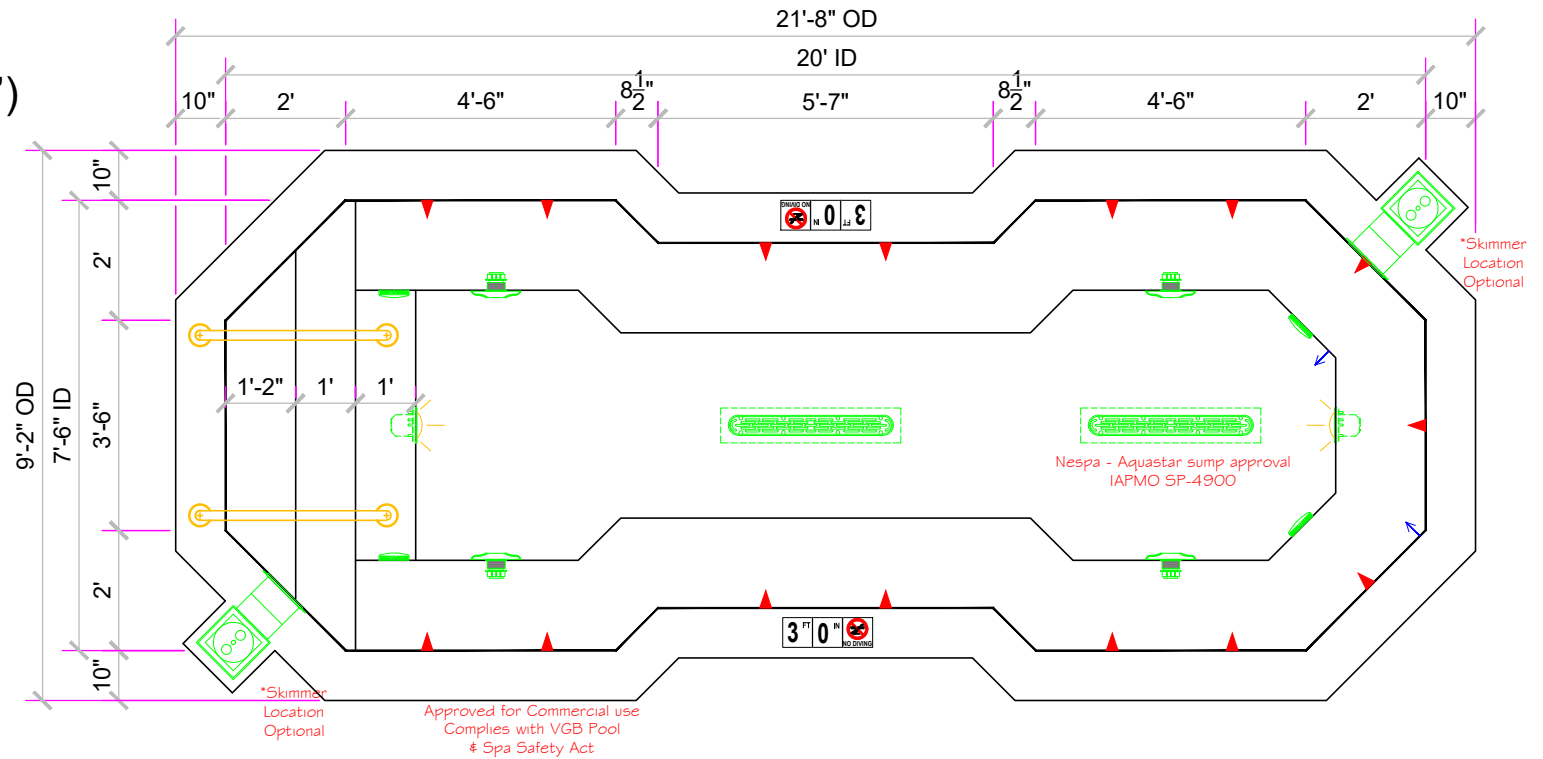 21'-8" OD
20' ID
')
10" 2' 4'-6" 8 1/2" 5'-7" 8 1/2" 4'-6" 2' 10"
10"
2'
3'-6"
2'
10"
9'-2" OD
7'-6" ID
NO DIVING 0 IN 3 FT
*Skimmer
Location
Optional
1'-2" 1' 1'
Nespa - Aquastar sump approval
IAPMO SP-4900
3 FT 0 IN NO DIVING
*Skimmer
Location
Optional
Approved for Commercial use
Complies with VGB Pool
& Spa Safety Act